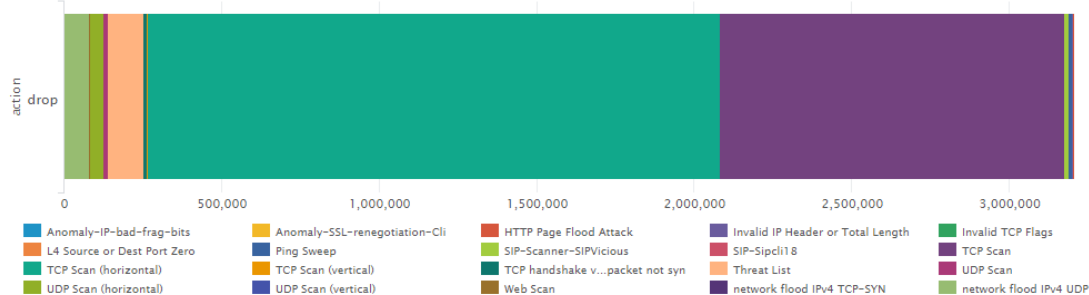 action
drop
0 500,000 1,000,000 1,500,000 2,000,000 2,500,000 3,000,000
Anomaly-IP-bad-frag-bits Anomaly-SSL-renegotiation-Cli HTTP Page Flood Attack Invalid IP Header or Total Length Invalid TCP Flags
L4 Source or Dest Port Zero Ping Sweep SIP-Scanner-SIPVicious SIP-Sipcli18 TCP Scan
TCP Scan (horizontal) TCP Scan (vertical) TCP handshake v...packet not syn Threat List UDP Scan
UDP Scan (horizontal) UDP Scan (vertical) Web Scan network flood IPv4 TCP-SYN network flood IPv4 UDP